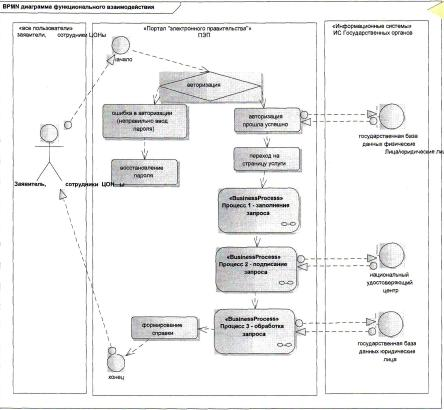 BPMN диаграмма функционального взаимодействия
«все пользователи»
заявители, сотрудники ЦОНы
«Портал "электронного правительства"»
ПЭП
«Информационные системы»
ИС Государственных органов
начало
авторизация
ошибка в авторизации
(неправильно ввод
пароля)
авторизация
прошла успешно
государственная база
данных физические
Лица/юридические лиц
восстановление
пароля
переход на
страницу услуги
Заявитель, сотрудники ЦОН...ы
«BusinessProcess»
Процесс 1 - заполнение
запроса
«BusinessProcess»
Процесс 2 - подписание
запроса
национальный
удостоверяющий
центр
«BusinessProcess»
Процесс 3 - обработка
запроса
формирование
справки
государственная база
данных юридические
лица
конец